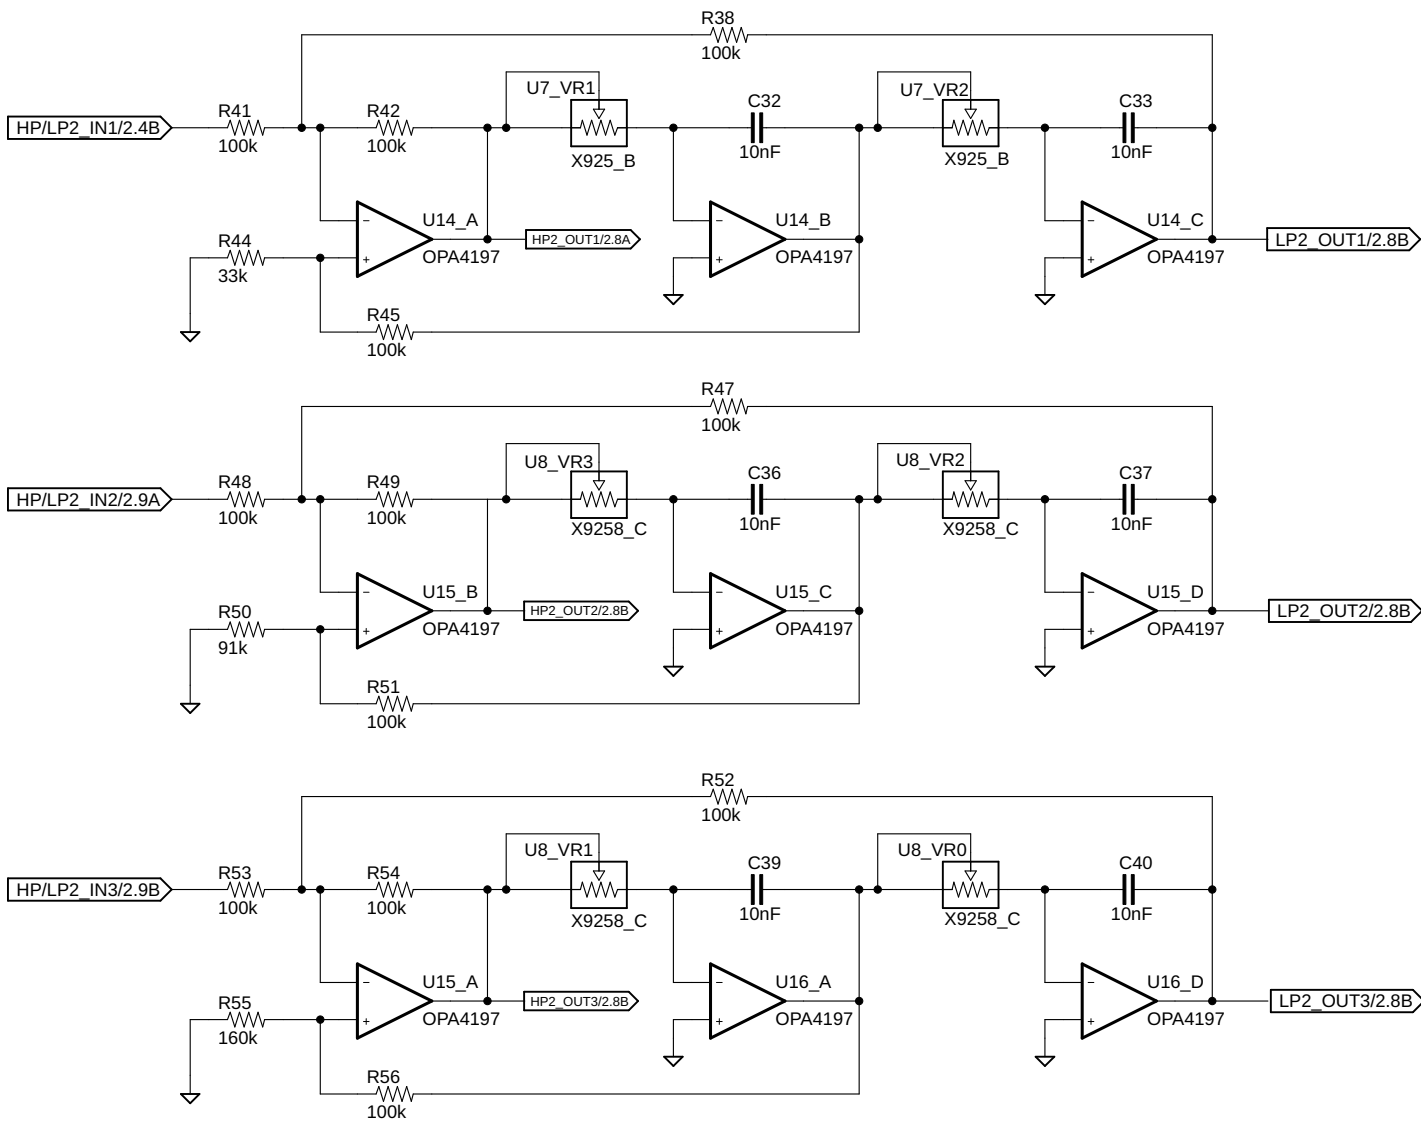 R38
100k
HP/LP2_IN1/2.4B
R41
100k
R42
100k
U7_VR1
X925_B
C32
10nF
U7_VR2
X925_B
C33
10nF
R44
33k
U14_A
OPA4197
HP2_OUT1/2.8A
U14_B
OPA4197
U14_C
OPA4197
LP2_OUT1/2.8B
R45
100k
R47
100k
HP/LP2_IN2/2.9A
R48
100k
R49
100k
U8_VR3
X9258_C
C36
10nF
U8_VR2
X9258_C
C37
10nF
R50
91k
U15_B
OPA4197
HP2_OUT2/2.8B
U15_C
OPA4197
U15_D
OPA4197
LP2_OUT2/2.8B
R51
100k
R52
100k
HP/LP2_IN3/2.9B
R53
100k
R54
100k
U8_VR1
X9258_C
C39
10nF
U8_VR0
X9258_C
C40
10nF
R55
160k
U15_A
OPA4197
HP2_OUT3/2.8B
U16_A
OPA4197
U16_D
OPA4197
LP2_OUT3/2.8B
R56
100k